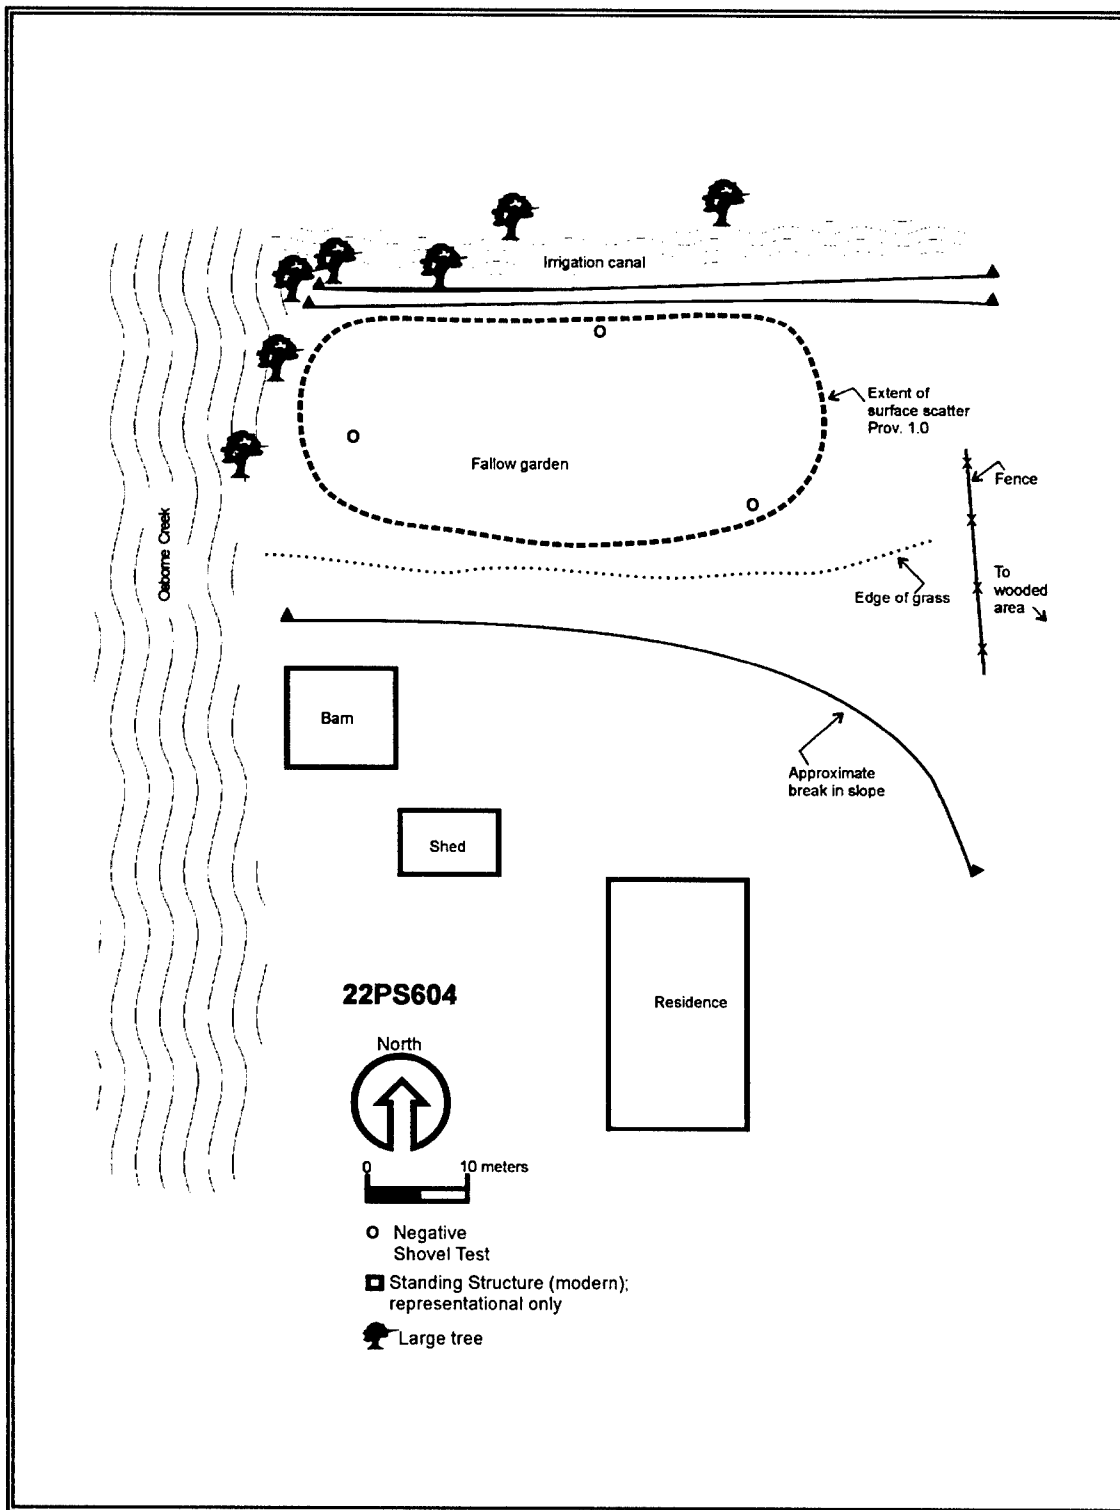 Irrigation canal
Extent of
surface scatter
Prov. 1.0
Fallow garden
Fence
Osborne Creek
To
wooded
area
Edge of grass
Barn
Approximate
break in slope
Shed
22PS604
Residence
North
0 10 meters
O Negative
Shovel Test
Standing Structure (modern);
representational only
Large tree